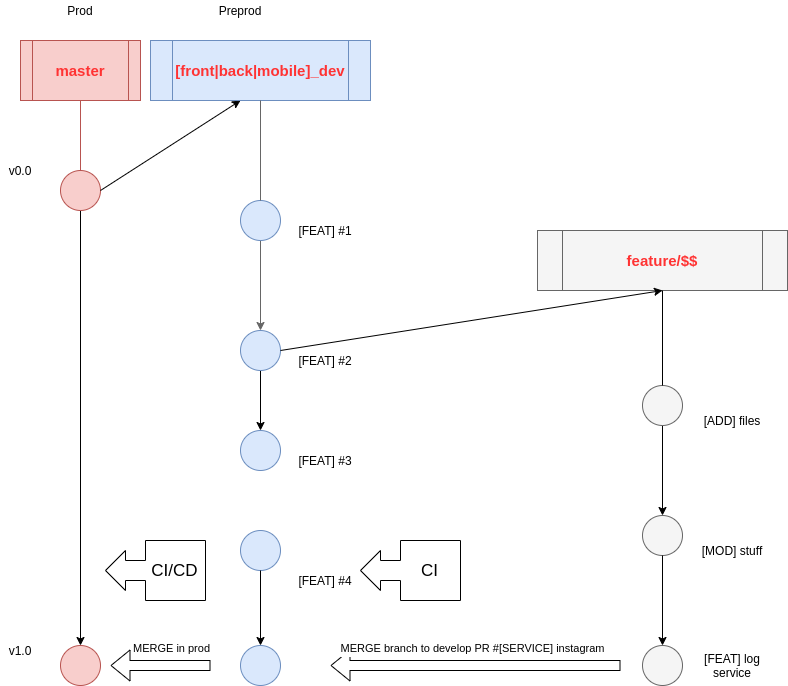 Prod
Preprod
master
[front|back|mobile]_dev
v0.0
[FEAT] #1
feature/$$
[FEAT] #2
[ADD] files
[FEAT] #3
[MOD] stuff
CI/CD
CI
[FEAT] #4
v1.0
MERGE in prod
MERGE branch to develop PR #[SERVICE] instagram
[FEAT] log
service